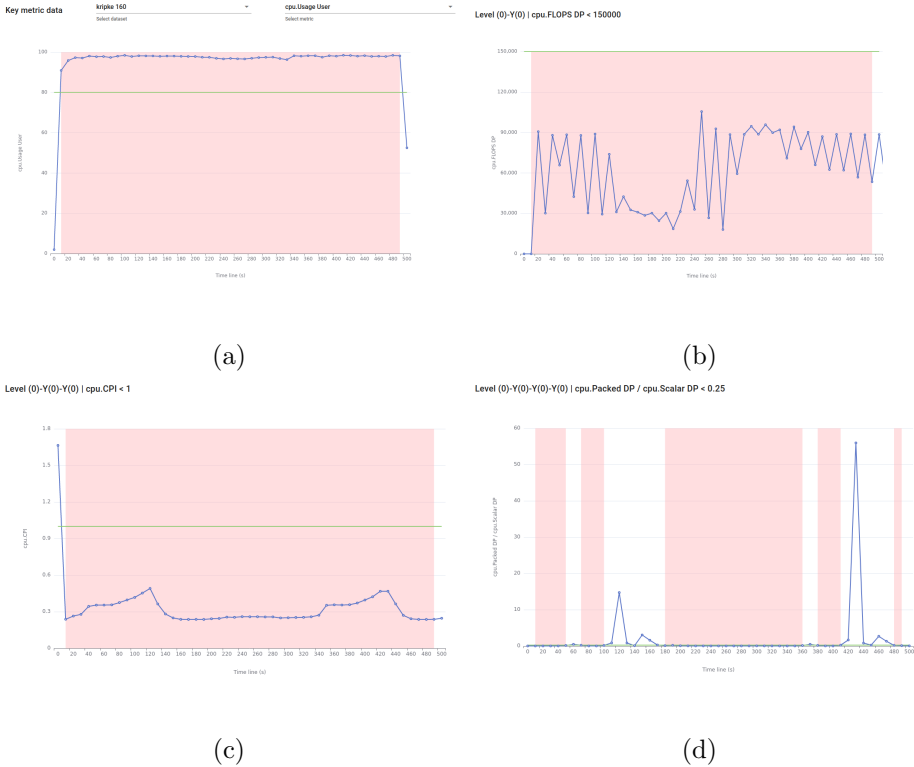 Key metric data
kripke 160
cpu.Usage User
Select dataset
Select metric
100
80
60
40
20
0
cpu.Usage User
0 20 40 60 80 100 120 140 160 180 200 220 240 260 280 300 320 340 360 380 400 420 440 460 480 500
Time line (s)
(a)
Level (0)-Y(0) | cpu.FLOPS DP < 150000
150,000
120,000
90,000
60,000
30,000
0
cpu.FLOPS DP
0 20 40 60 80 100 120 140 160 180 200 220 240 260 280 300 320 340 360 380 400 420 440 460 480 500
Time line (s)
(b)
Level (0)-Y(0)-Y(0) | cpu.CPI < 1
1.8
1.5
1.2
0.9
0.6
0.3
0
cpu.CPI
0 20 40 60 80 100 120 140 160 180 200 220 240 260 280 300 320 340 360 380 400 420 440 460 480 500
Time line (s)
(c)
Level (0)-Y(0)-Y(0)-Y(0)-Y(0) | cpu.Packed DP / cpu.Scalar DP < 0.25
60
50
40
30
20
10
0
cpu.Packed DP / cpu.Scalar DP
0 20 40 60 80 100 120 140 160 180 200 220 240 260 280 300 320 340 360 380 400 420 440 460 480 500
Time line (s)
(d)